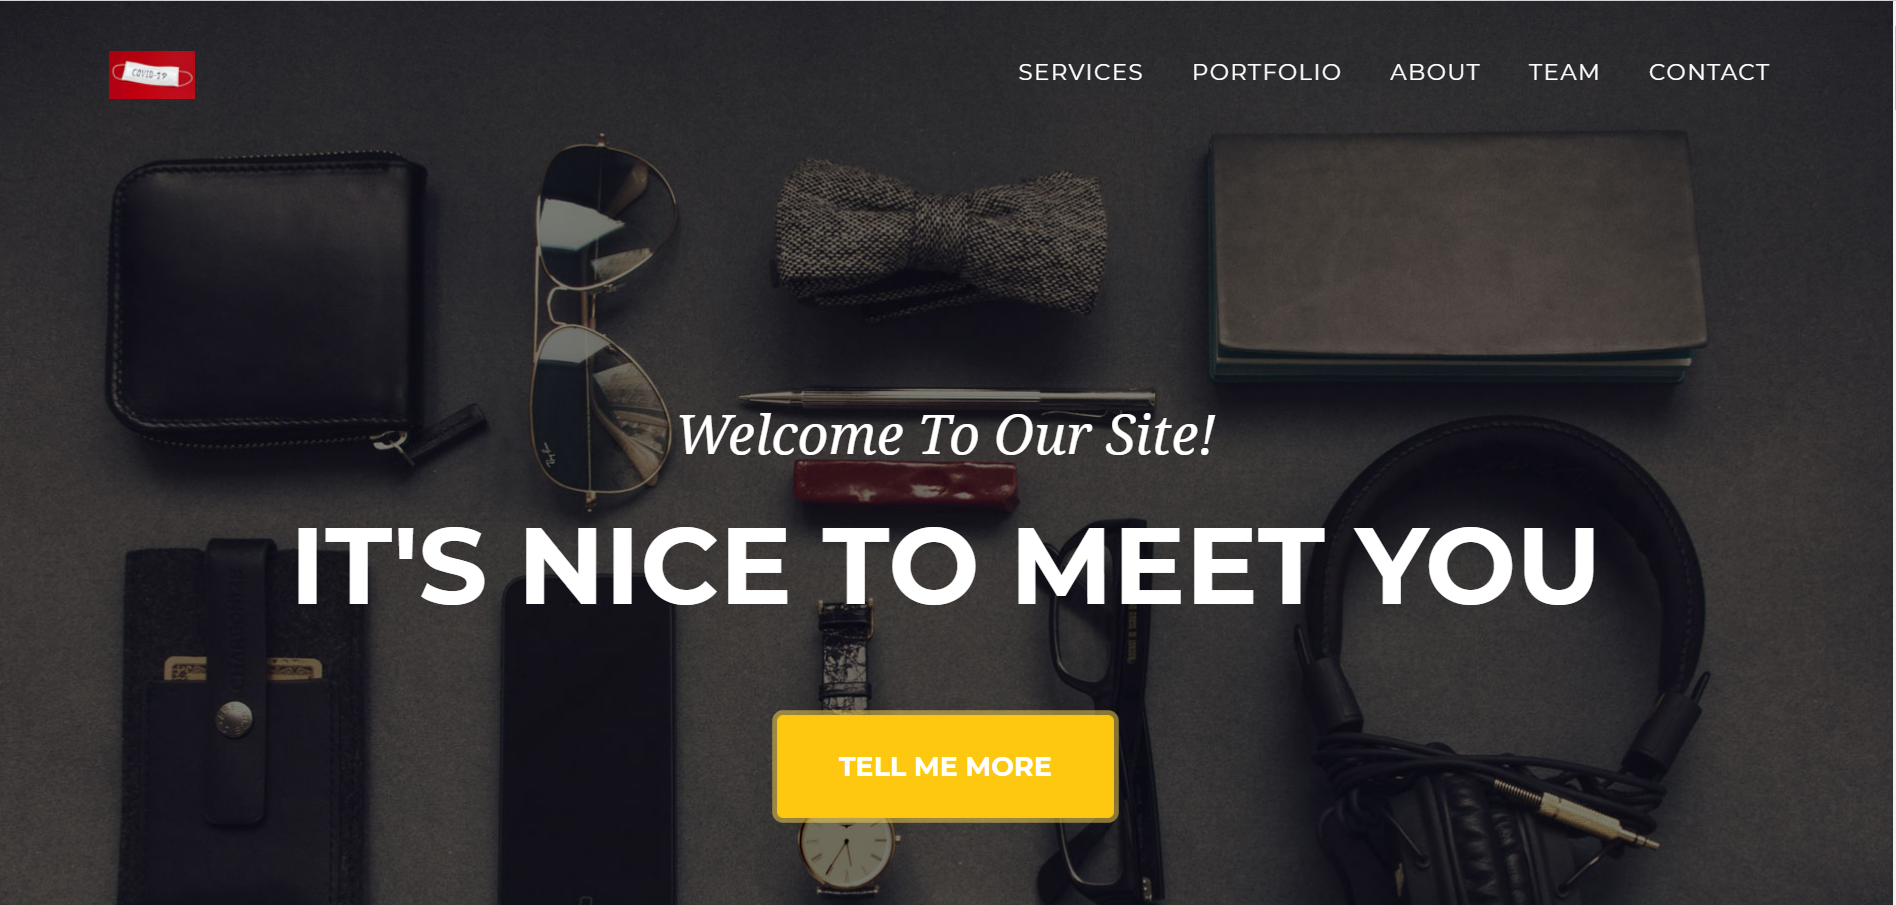 COVID-19
SERVICES PORTFOLIO ABOUT TEAM CONTACT
Welcome To Our Site!
IT'S NICE TO MEET YOU
TELL ME MORE